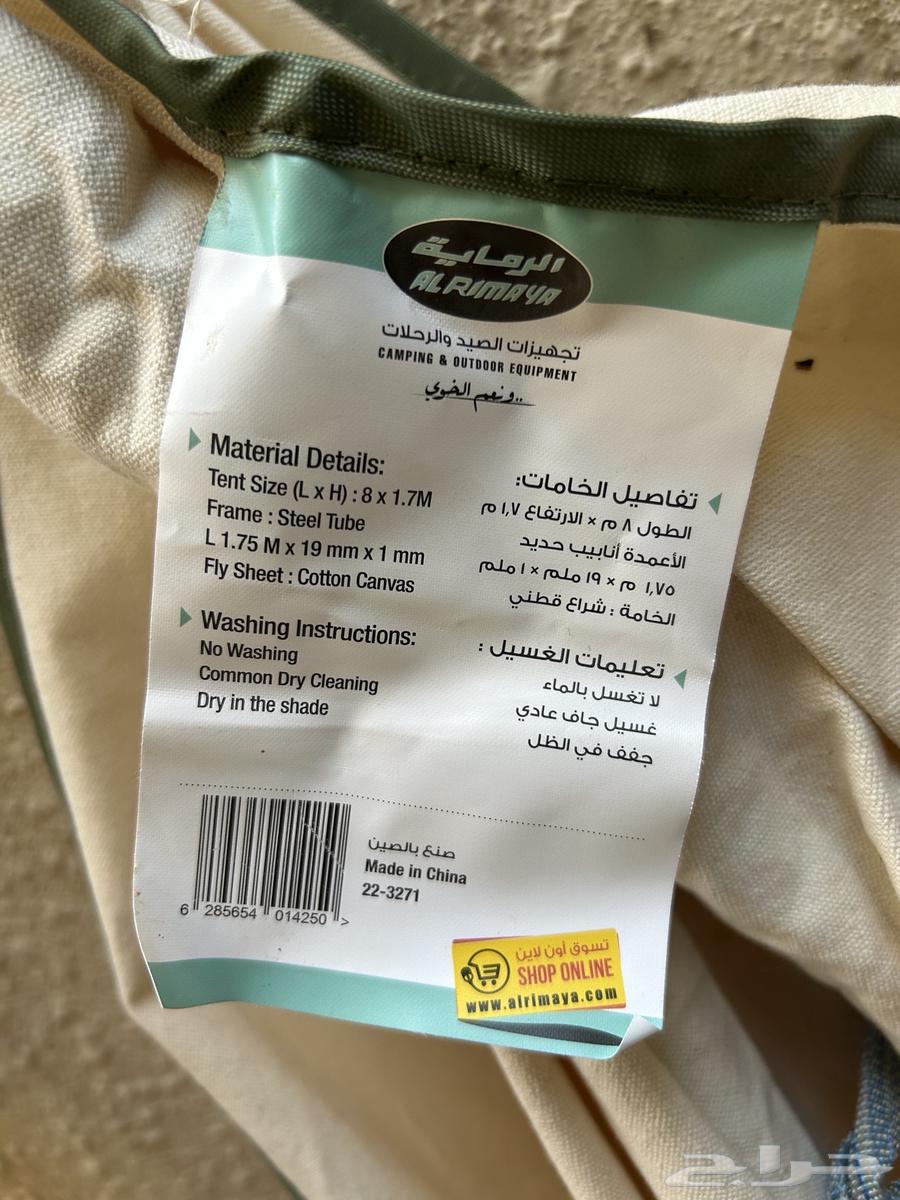 الرماية
AL RIMAYA
تجهيزات الصيد والرحلات
CAMPING & OUTDOOR EQUIPMENT
ونعم الخوي..
Material Details:
Tent Size (L x H) : 8 x 1.7M
Frame : Steel Tube
L 1.75 M x 19 mm x 1 mm
Fly Sheet : Cotton Canvas
تفاصيل الخامات:
الطول ٨ م × الارتفاع ١,٧ م
الأعمدة أنابيب حديد
١,٧٥ م × ١٩ ملم × ١ ملم
الخامة : شراع قطني
Washing Instructions:
No Washing
Common Dry Cleaning
Dry in the shade
تعليمات الغسيل :
لا تغسل بالماء
غسيل جاف عادي
جفف في الظل
6 285654 014250 >
صنع بالصين
Made in China
22-3271
تسوق أون لاين
SHOP ONLINE
www.alrimaya.com
حراج